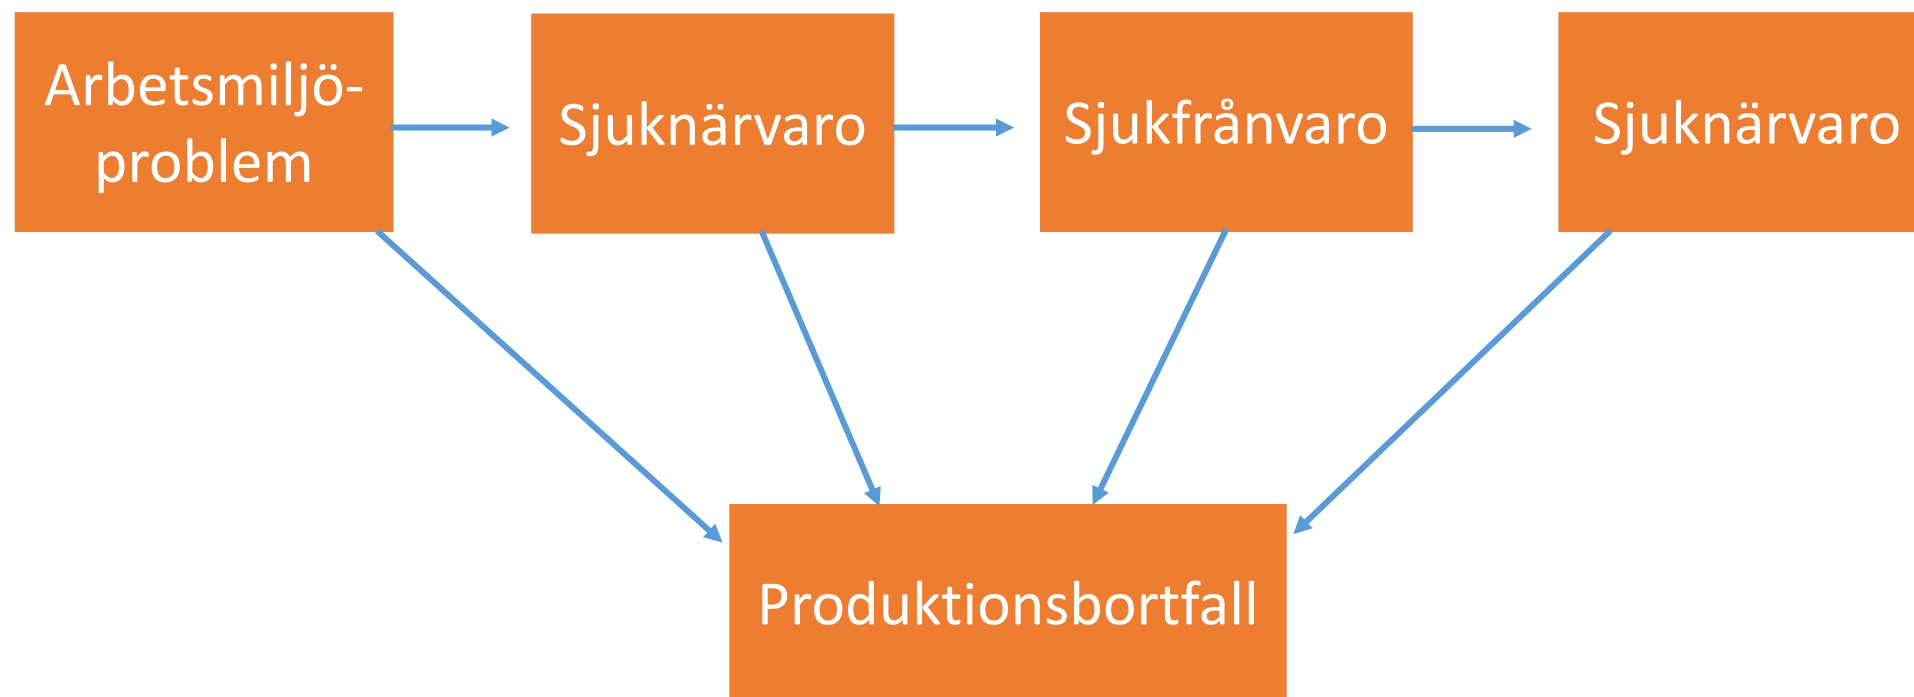 Arbetsmiljö-
problem
Sjuknärvaro
Sjukfrånvaro
Sjuknärvaro
Produktionsbortfall